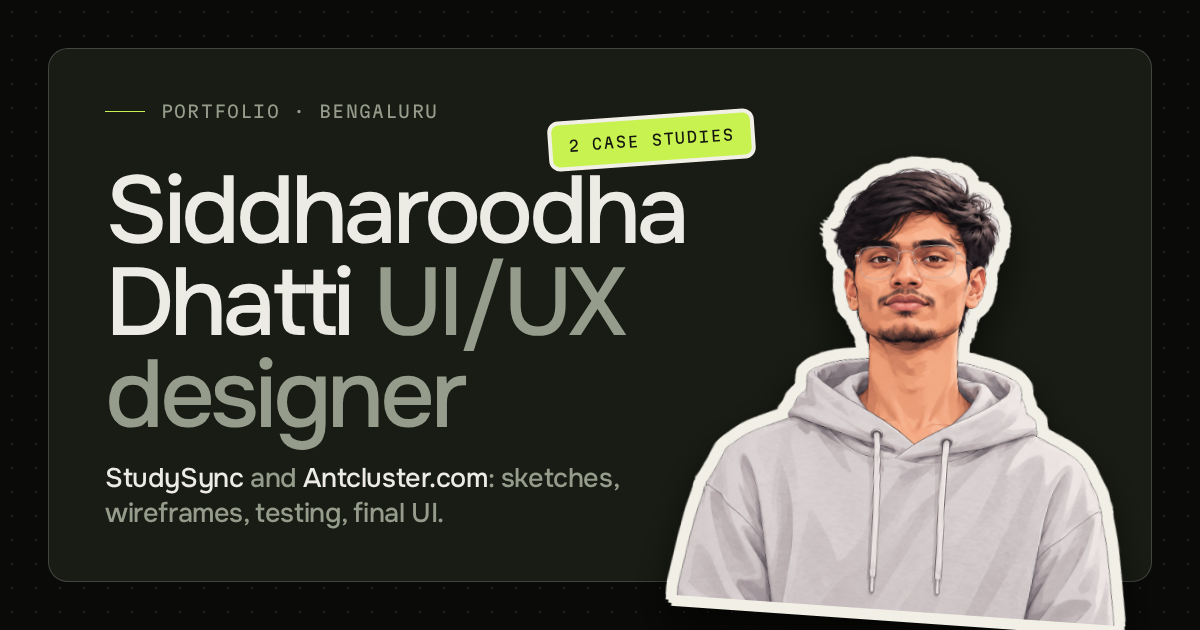 PORTFOLIO · BENGALURU
2 CASE STUDIES
Siddharoodha
Dhatti UI/UX
designer
StudySync and Antcluster.com: sketches,
wireframes, testing, final UI.